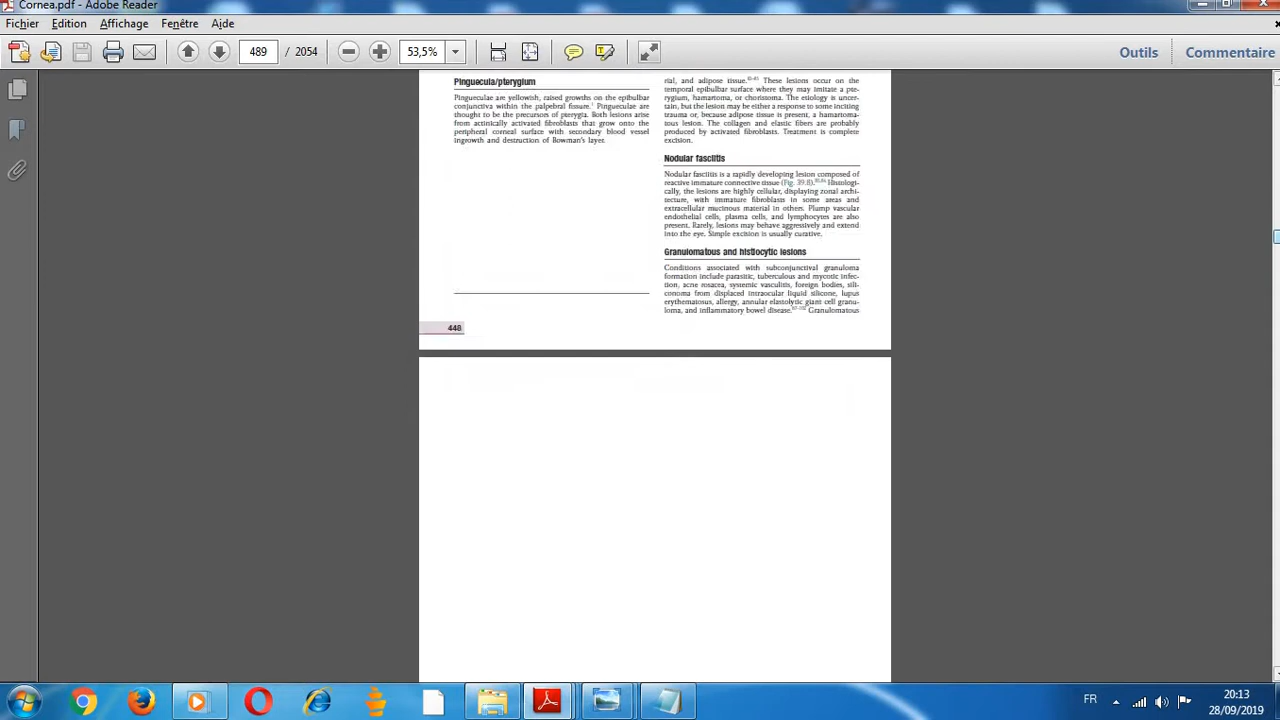 Cornea.pdf - Adobe Reader
Fichier Edition Affichage Fenêtre Aide
489 / 2054 53,5% Outils Commentaire
Pinguecula/pterygium
Pingueculae are yellowish, raised growths on the epibulbar
conjunctiva within the palpebral fissure.1 Pingueculae are
thought to be the precursors of pterygia. Both lesions arise
from actinically activated fibroblasts that grow onto the
peripheral corneal surface with secondary blood vessel
ingrowth and destruction of Bowman's layer.
448
rial, and adipose tissue. These lesions occur on the
temporal epibulbar surface where they may imitate a pte-
rygium, hamartoma, or chorissoma. The etiology is uncer-
tain, but the lesion may be either a response to some inciting
trauma or, because adipose tissue is present, a hamartoma-
tous lesion. The collagen and elastic fibers are probably
produced by activated fibroblasts. Treatment is complete
excision.
Nodular fasciitis
Nodular fasciitis is a rapidly developing lesion composed of
reactive immature connective tissue (Fig. 39.8). Histologi-
cally, the lesions are highly cellular, displaying zonal archi-
tecture, with immature fibroblasts in some areas and
extracellular mucinous material in others. Plump vascular
endothelial cells, plasma cells, and lymphocytes are also
present. Rarely, lesions may behave aggressively and extend
into the eye. Simple excision is usually curative.
Granulomatous and histiocytic lesions
Conditions associated with subconjunctival granuloma
formation include parasitic, tuberculous and mycotic infec-
tion, acne rosacea, systemic vasculitis, foreign bodies, sili-
conoma from displaced intraocular liquid silicone, lupus
erythematosus, allergy, annular elastolytic giant cell granu-
loma, and inflammatory bowel disease. Granulomatous
FR
20:13
28/09/2019